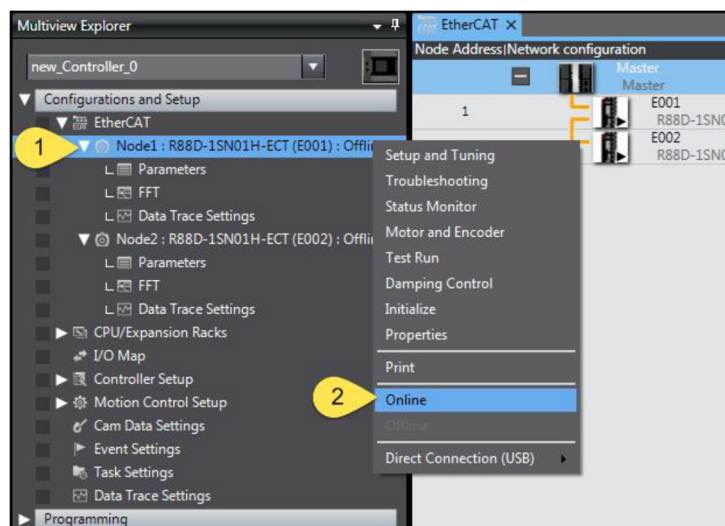 Multiview Explorer
new_Controller_0
Configurations and Setup
EtherCAT
1
Node1 : R88D-1SN01H-ECT (E001) : Offli
Parameters
FFT
Data Trace Settings
Node2 : R88D-1SN01H-ECT (E002) : Offli
Parameters
FFT
Data Trace Settings
CPU/Expansion Racks
I/O Map
Controller Setup
Motion Control Setup
Cam Data Settings
Event Settings
Task Settings
Data Trace Settings
Programming
Setup and Tuning
Troubleshooting
Status Monitor
Motor and Encoder
Test Run
Damping Control
Initialize
Properties
Print
2
Online
Offline
Direct Connection (USB)
EtherCAT
Node Address|Network configuration
Master
Master
1
E001
R88D-1SN0
E002
R88D-1SN0